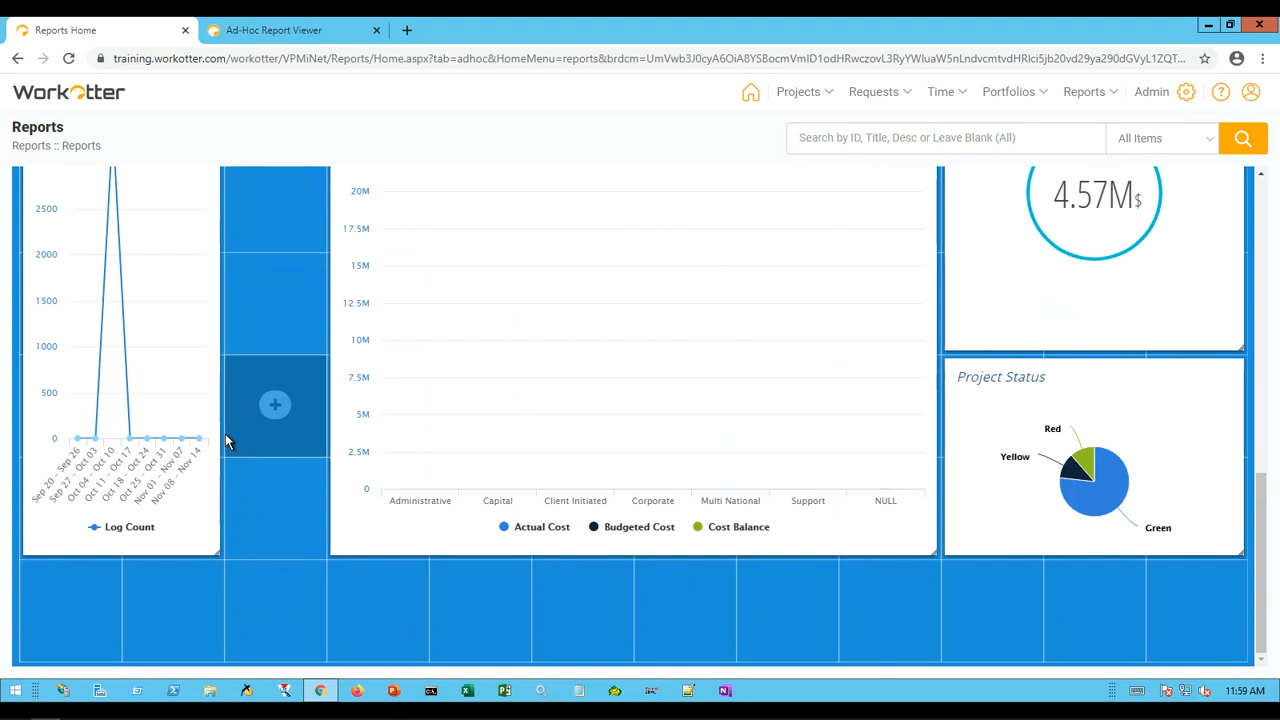 Reports Home
Ad-Hoc Report Viewer
training.workotter.com/workotter/VPMiNet/Reports/Home.aspx?tab=adhoc&HomeMenu=reports&brdcm=
WorkOtter
Projects
Requests
Time
Portfolios
Reports
Admin
Reports
Reports :: Reports
Search by ID, Title, Desc or Leave Blank (All)
All Items
2500
2000
1500
1000
500
0
Sep 20 - Sep 26
Sep 27 - Oct 03
Oct 04 - Oct 10
Oct 11 - Oct 17
Oct 18 - Oct 24
Oct 25 - Oct 31
Nov 01 - Nov 07
Nov 08 - Nov 14
Log Count
20M
17.5M
15M
12.5M
10M
7.5M
5M
2.5M
0
Administrative
Capital
Client Initiated
Corporate
Multi National
Support
NULL
Actual Cost
Budgeted Cost
Cost Balance
4.57M$
Project Status
Red
Yellow
Green
11:59 AM